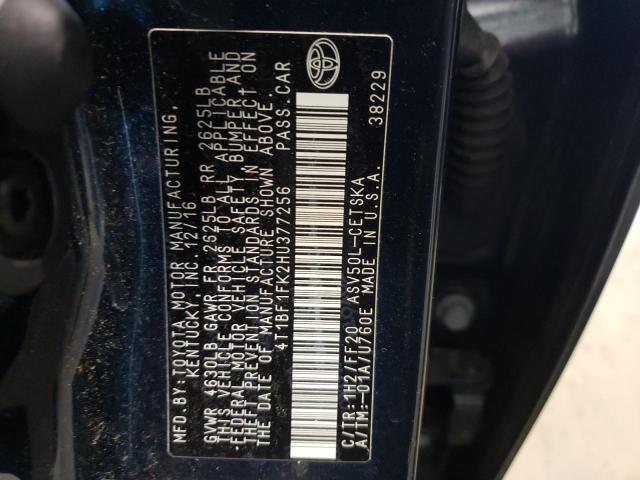 MFD.BY:TOYOTA MOTOR MANUFACTURING,
KENTUCKY, INC. 12/16
GVWR 4630LB GAWR FR 2625LB RR 2625LB
THIS VEHICLE CONFORMS TO ALL APPLICABLE
FEDERAL MOTOR VEHICLE SAFETY, BUMPER AND
THEFT PREVENTION STANDARDS IN EFFECT ON
THE DATE OF MANUFACTURE SHOWN ABOVE.
4T1BF1FK2HU377256 PASS.CAR
C/TR:1H2/FF20 ASV50L-CETSKA
A/TM:-01A/U760E MADE IN U.S.A.
38229